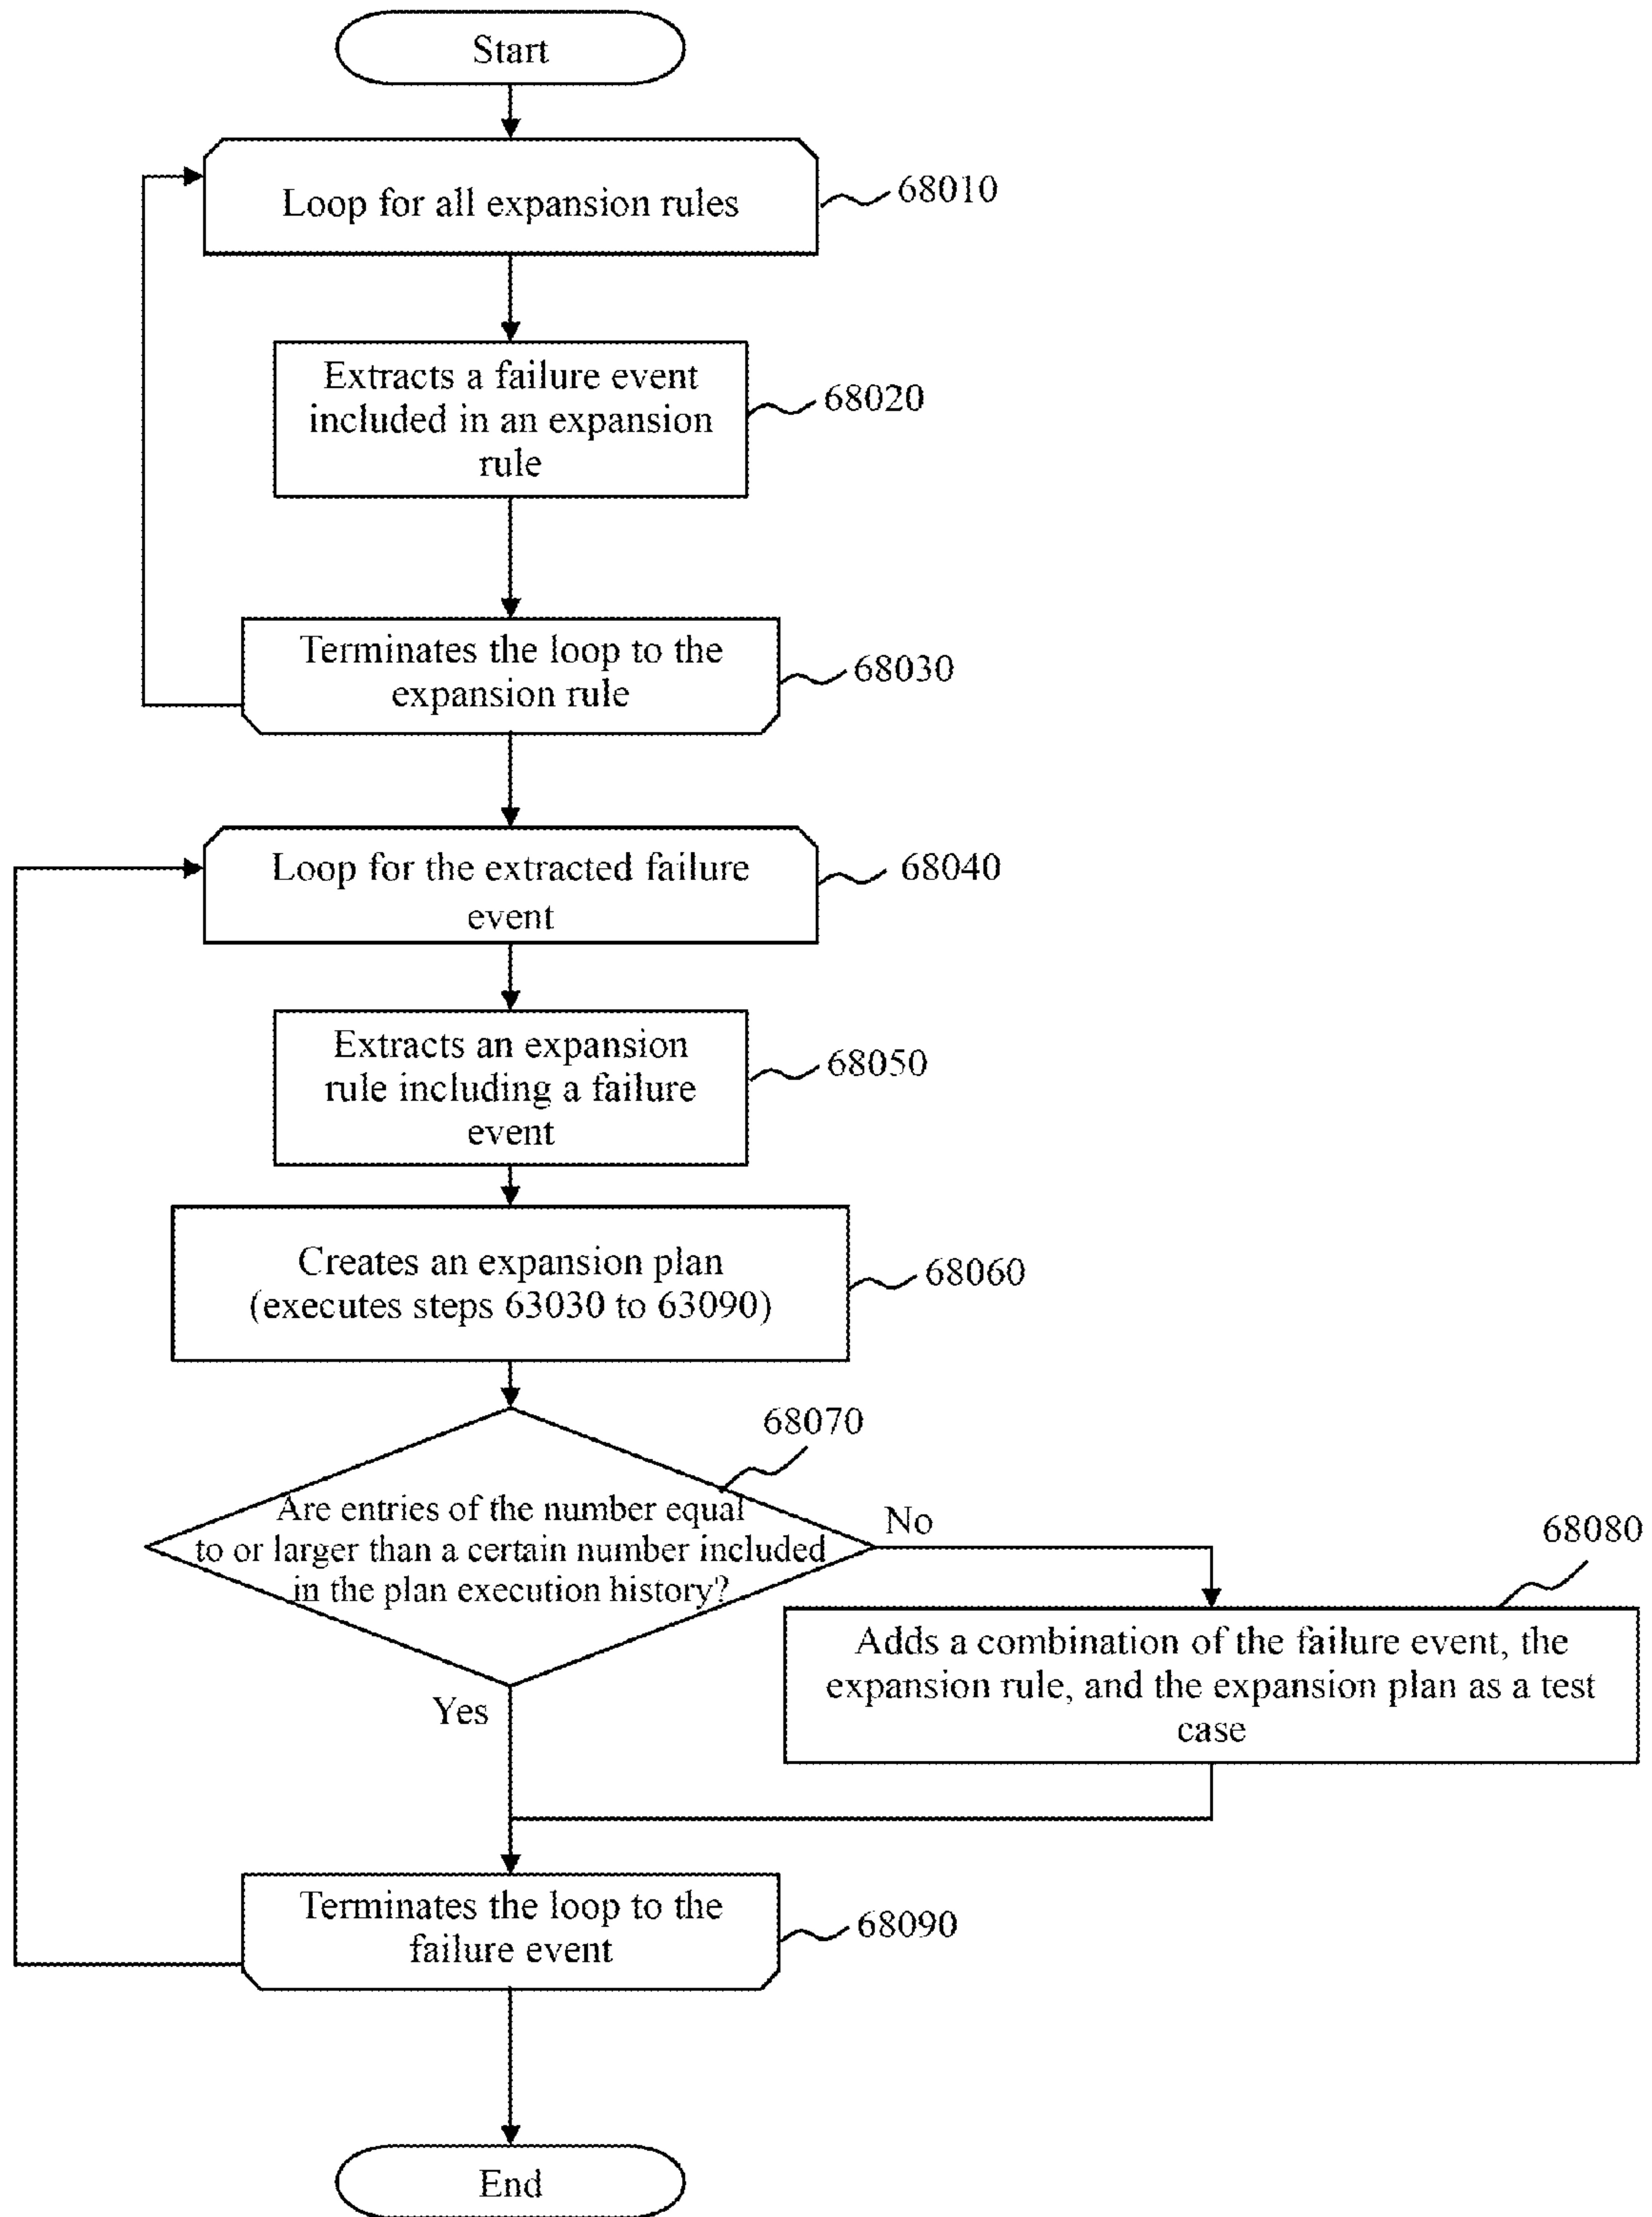 Start
Loop for all expansion rules
68010
Extracts a failure event
included in an expansion
rule
68020
Terminates the loop to the
expansion rule
68030
Loop for the extracted failure
event
68040
Extracts an expansion
rule including a failure
event
68050
Creates an expansion plan
(executes steps 63030 to 63090)
68060
68070
Are entries of the number equal
to or larger than a certain number included
in the plan execution history?
No
Yes
68080
Adds a combination of the failure event, the
expansion rule, and the expansion plan as a test
case
Terminates the loop to the
failure event
68090
End